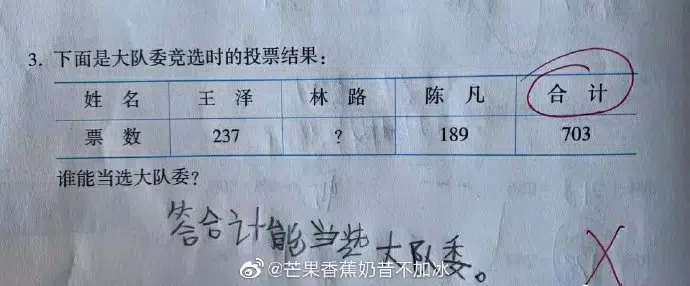 3. 下面是大队委竞选时的投票结果：
姓 名 王 泽 林 路 陈 凡 合 计
票 数 237 ? 189 703
谁能当选大队委？
答合计能当选大队委。
@芒果香蕉奶昔不加冰